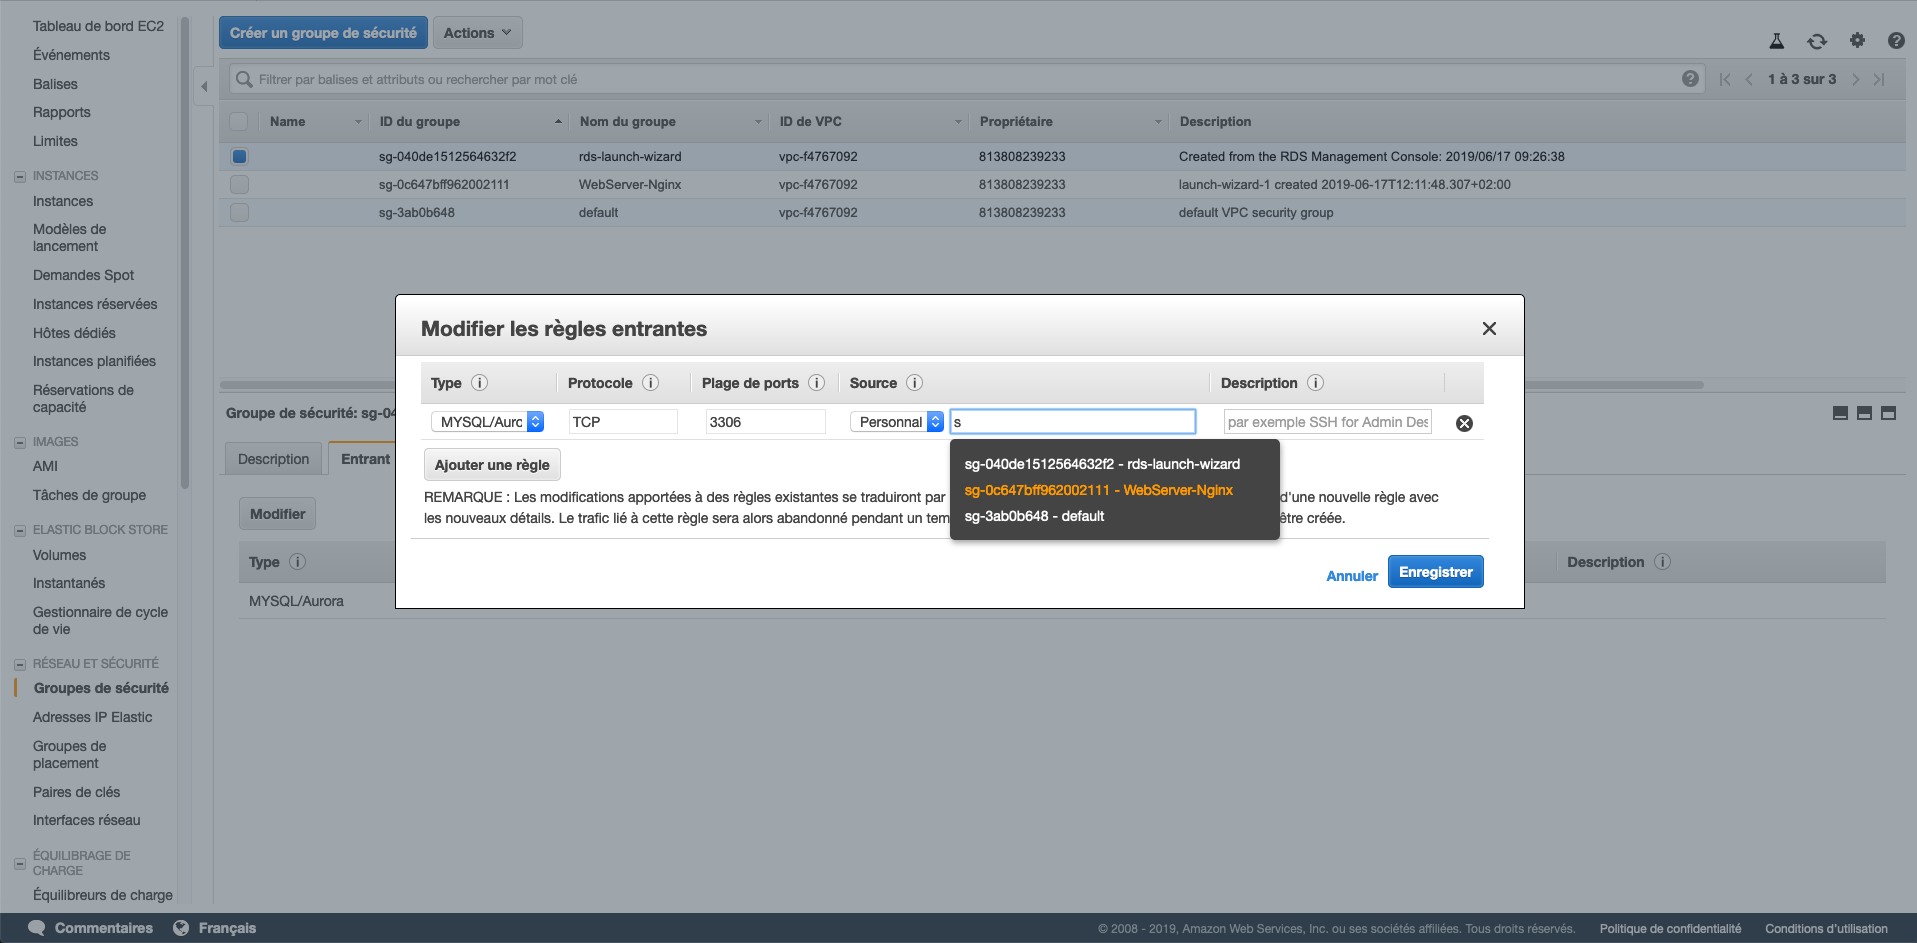 Tableau de bord EC2
Événements
Balises
Rapports
Limites
INSTANCES
Instances
Modèles de
lancement
Demandes Spot
Instances réservées
Hôtes dédiés
Instances planifiées
Réservations de
capacité
IMAGES
AMI
Tâches de groupe
ELASTIC BLOCK STORE
Volumes
Instantanés
Gestionnaire de cycle
de vie
RÉSEAU ET SÉCURITÉ
Groupes de sécurité
Adresses IP Elastic
Groupes de
placement
Paires de clés
Interfaces réseau
ÉQUILIBRAGE DE
CHARGE
Équilibreurs de charge
Créer un groupe de sécurité Actions
Filtrer par balises et attributs ou rechercher par mot clé 1 à 3 sur 3
Name ID du groupe Nom du groupe ID de VPC Propriétaire Description
sg-040de1512564632f2 rds-launch-wizard vpc-f4767092 813808239233 Created from the RDS Management Console: 2019/06/17 09:26:38
sg-0c647bff962002111 WebServer-Nginx vpc-f4767092 813808239233 launch-wizard-1 created 2019-06-17T12:11:48.307+02:00
sg-3ab0b648 default vpc-f4767092 813808239233 default VPC security group
Groupe de sécurité: sg-04
Description Entrant
Modifier
Type Description
MYSQL/Aurora
Modifier les règles entrantes
Type Protocole Plage de ports Source Description
MYSQL/Aurc TCP 3306 Personnal s par exemple SSH for Admin Des
sg-040de1512564632f2 - rds-launch-wizard
sg-0c647bff962002111 - WebServer-Nginx
sg-3ab0b648 - default
Ajouter une règle
REMARQUE : Les modifications apportées à des règles existantes se traduiront par d'une nouvelle règle avec
les nouveaux détails. Le trafic lié à cette règle sera alors abandonné pendant un tem être créée.
Annuler Enregistrer
Commentaires Français © 2008 - 2019, Amazon Web Services, Inc. ou ses sociétés affiliées. Tous droits réservés. Politique de confidentialité Conditions d'utilisation